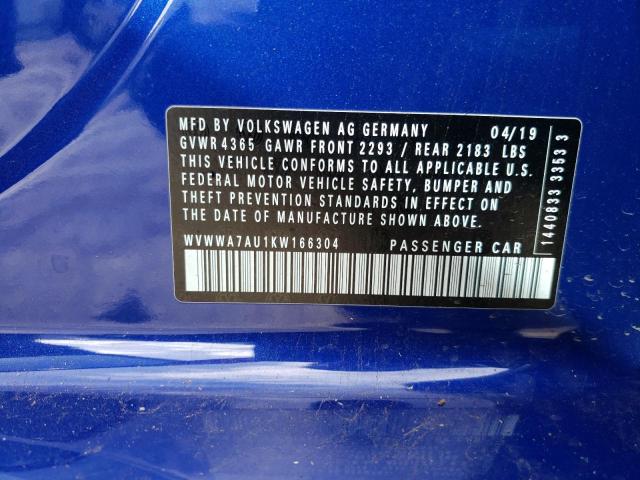 MFD BY VOLKSWAGEN AG GERMANY 04/19
GVWR 4365 GAWR FRONT 2293 / REAR 2183 LBS
THIS VEHICLE CONFORMS TO ALL APPLICABLE U.S.
FEDERAL MOTOR VEHICLE SAFETY, BUMPER AND
THEFT PREVENTION STANDARDS IN EFFECT ON
THE DATE OF MANUFACTURE SHOWN ABOVE.
WVWWA7AU1KW166304 PASSENGER CAR
1440833 33533